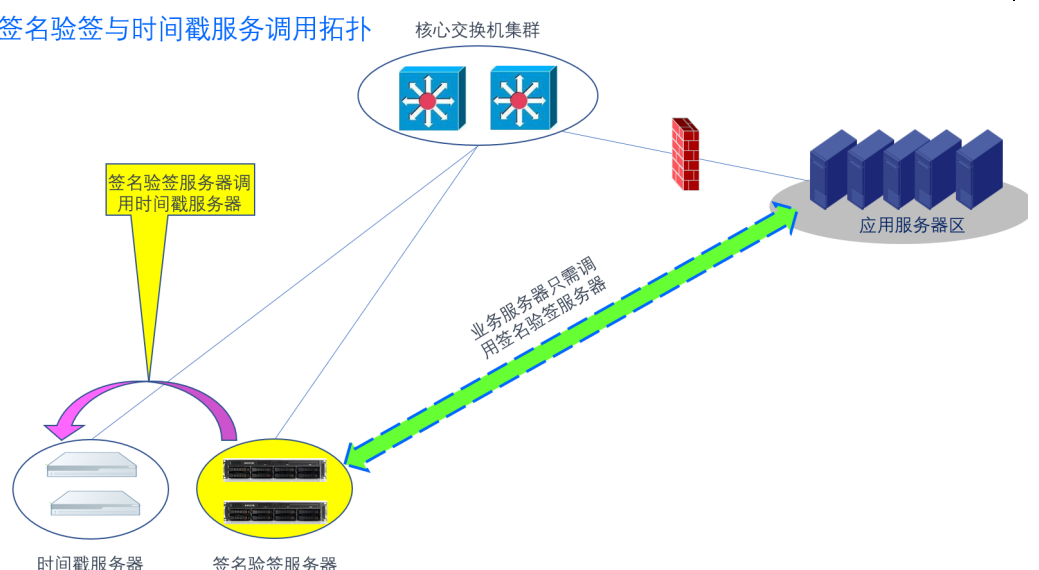 签名验签与时间戳服务调用拓扑
核心交换机集群
签名验签服务器调
用时间戳服务器
应用服务器区
业务服务器只需调
用签名验签服务器
时间戳服务器
签名验签服务器